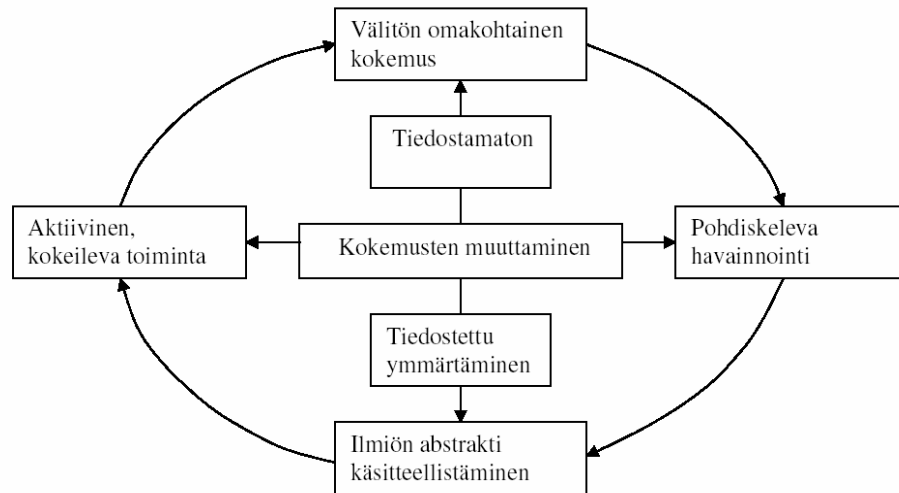 Välitön omakohtainen
kokemus
Tiedostamaton
Aktiivinen,
kokeileva toiminta
Kokemusten muuttaminen
Pohdiskeleva
havainnointi
Tiedostettu
ymmärtäminen
Ilmiön abstrakti
käsitteellistäminen